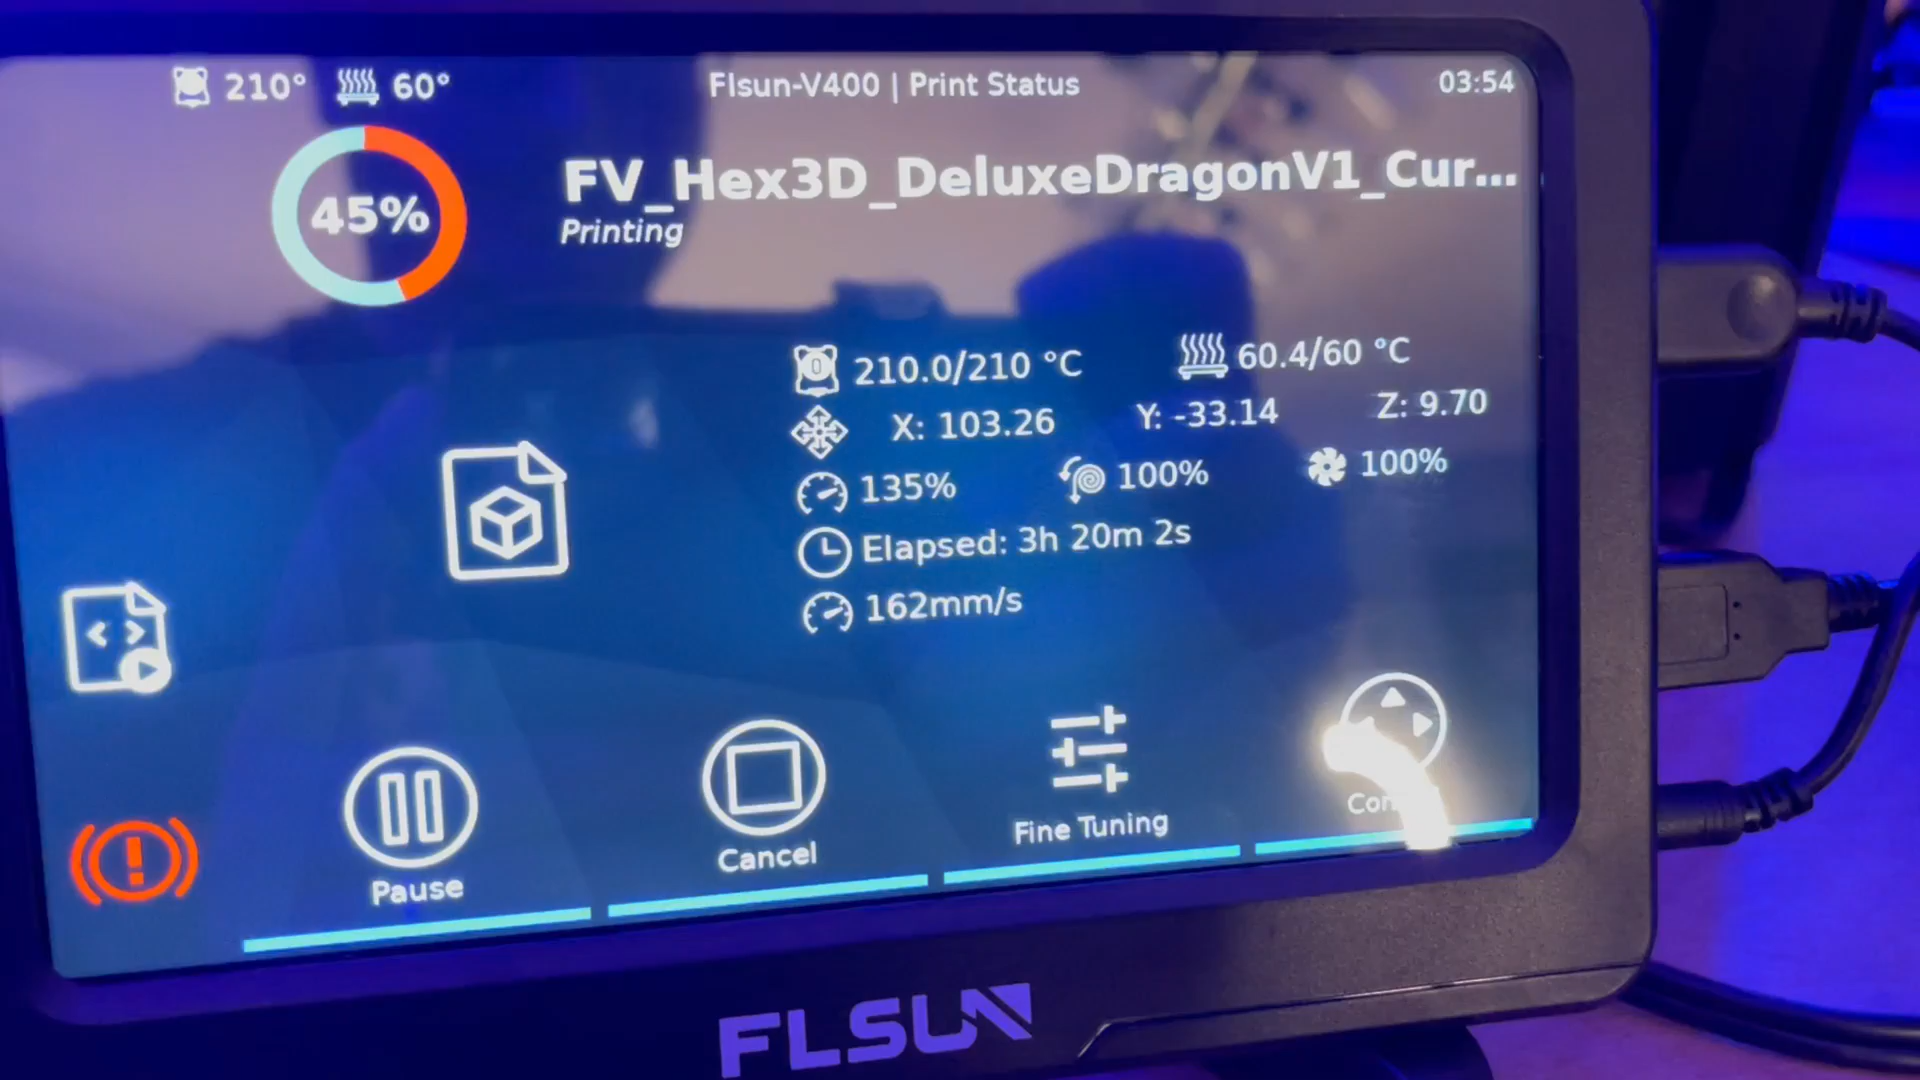 210° 60° Flsun-V400 | Print Status 03:54
45%
FV_Hex3D_DeluxeDragonV1_Cur...
Printing
0 210.0/210 °C 60.4/60 °C
X: 103.26 Y: -33.14 Z: 9.70
135% 100% 100%
Elapsed: 3h 20m 2s
162mm/s
Pause Cancel Fine Tuning
FLSUN